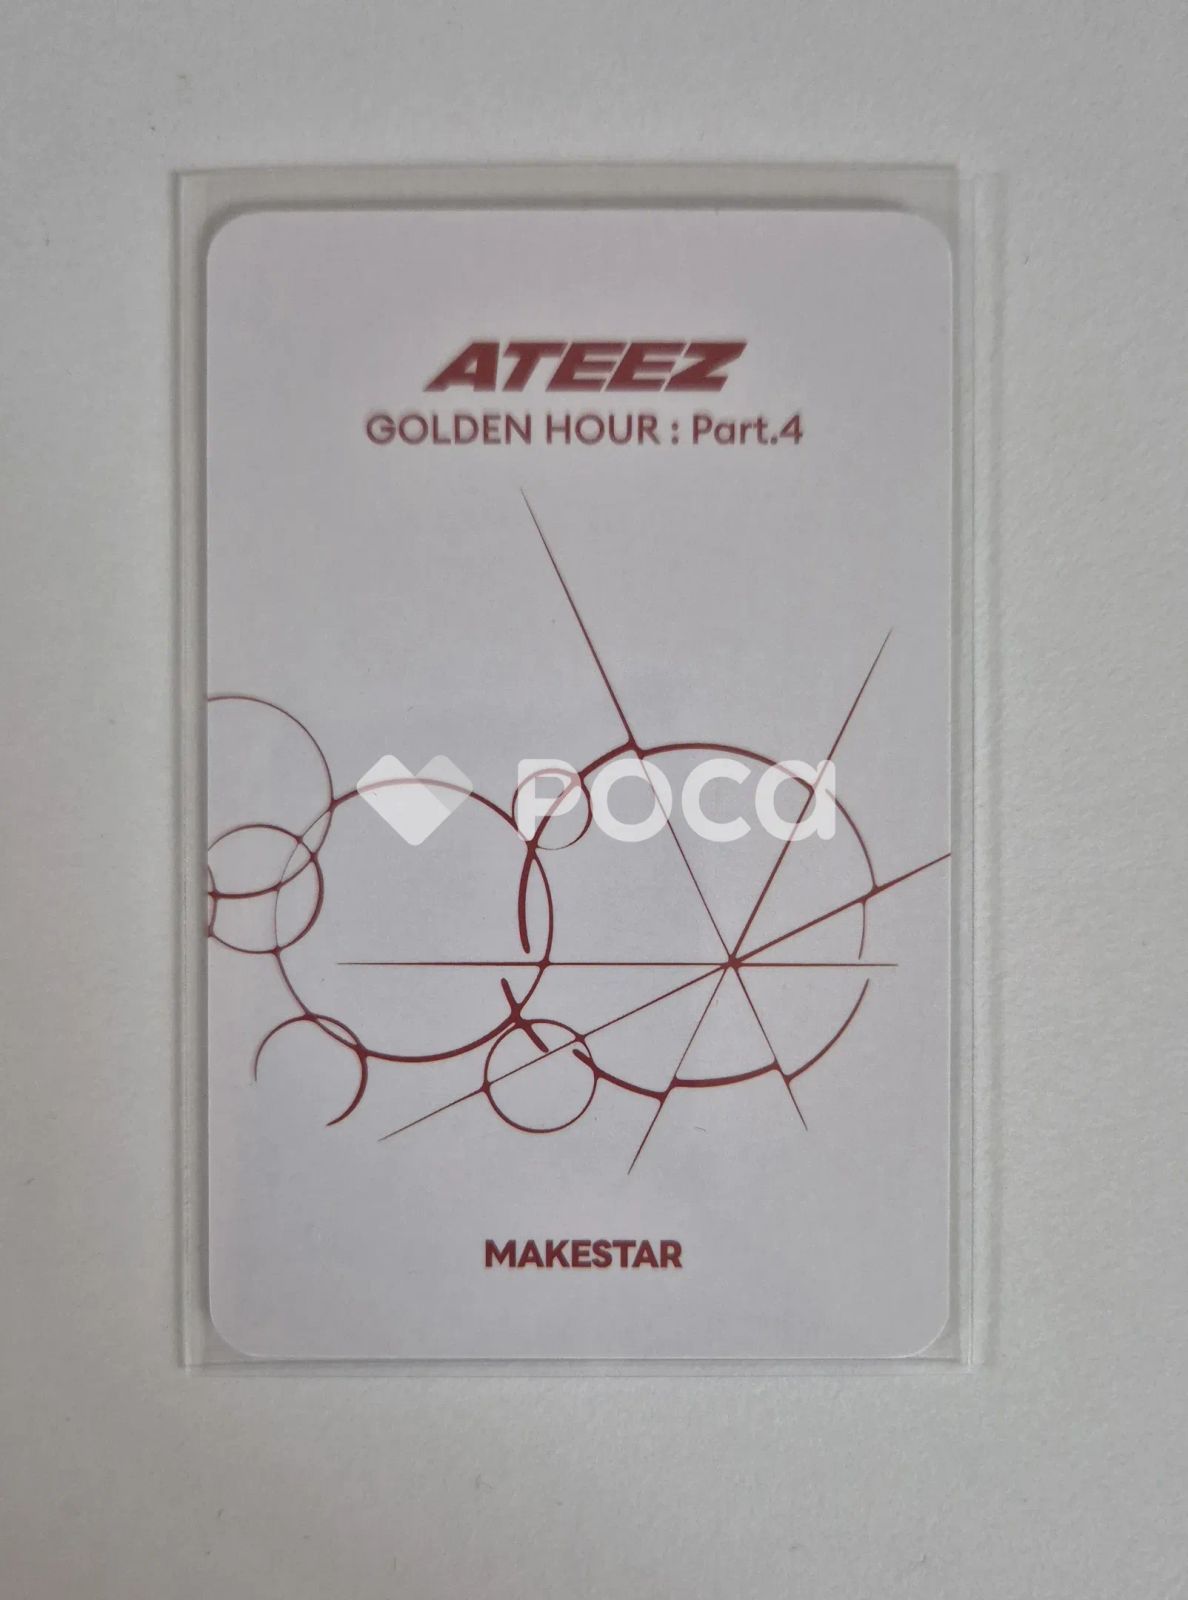 ATEEZ
GOLDEN HOUR : Part.4
POCA
MAKESTAR